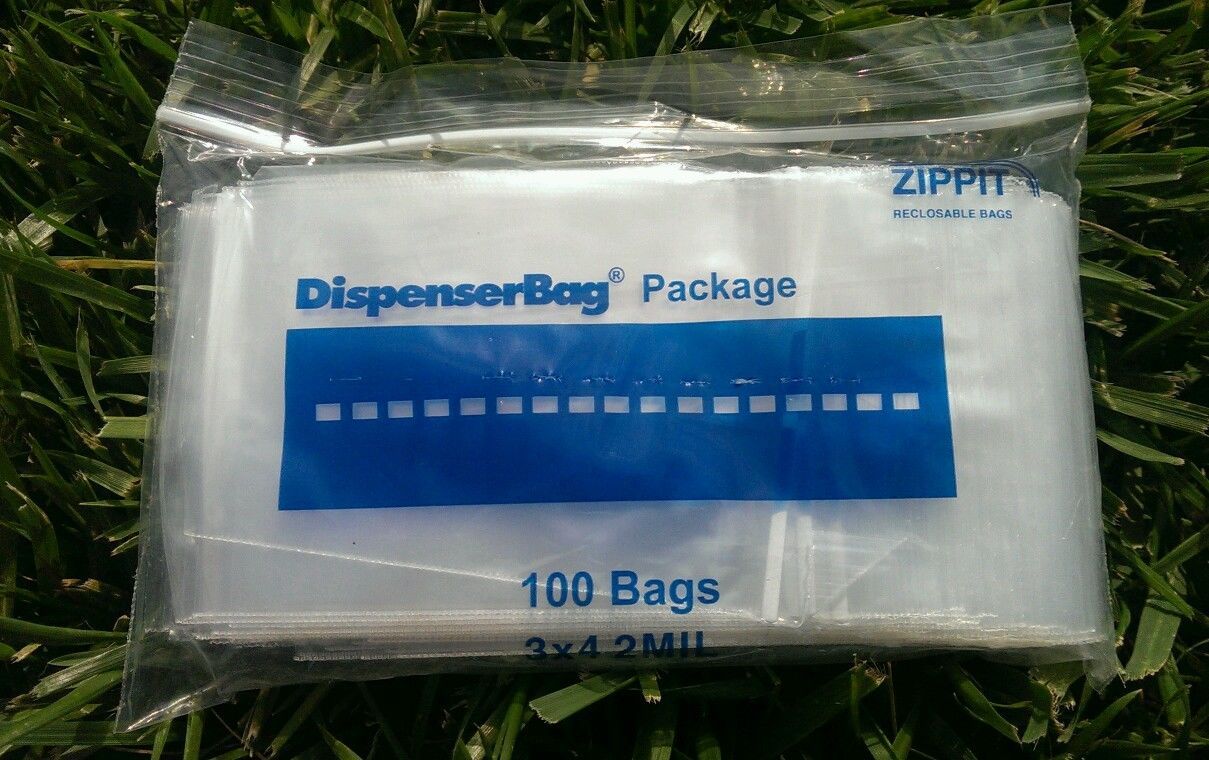 ZIPPIT
RECLOSABLE BAGS
DispenserBag® Package
100 Bags
3x4 2MIL